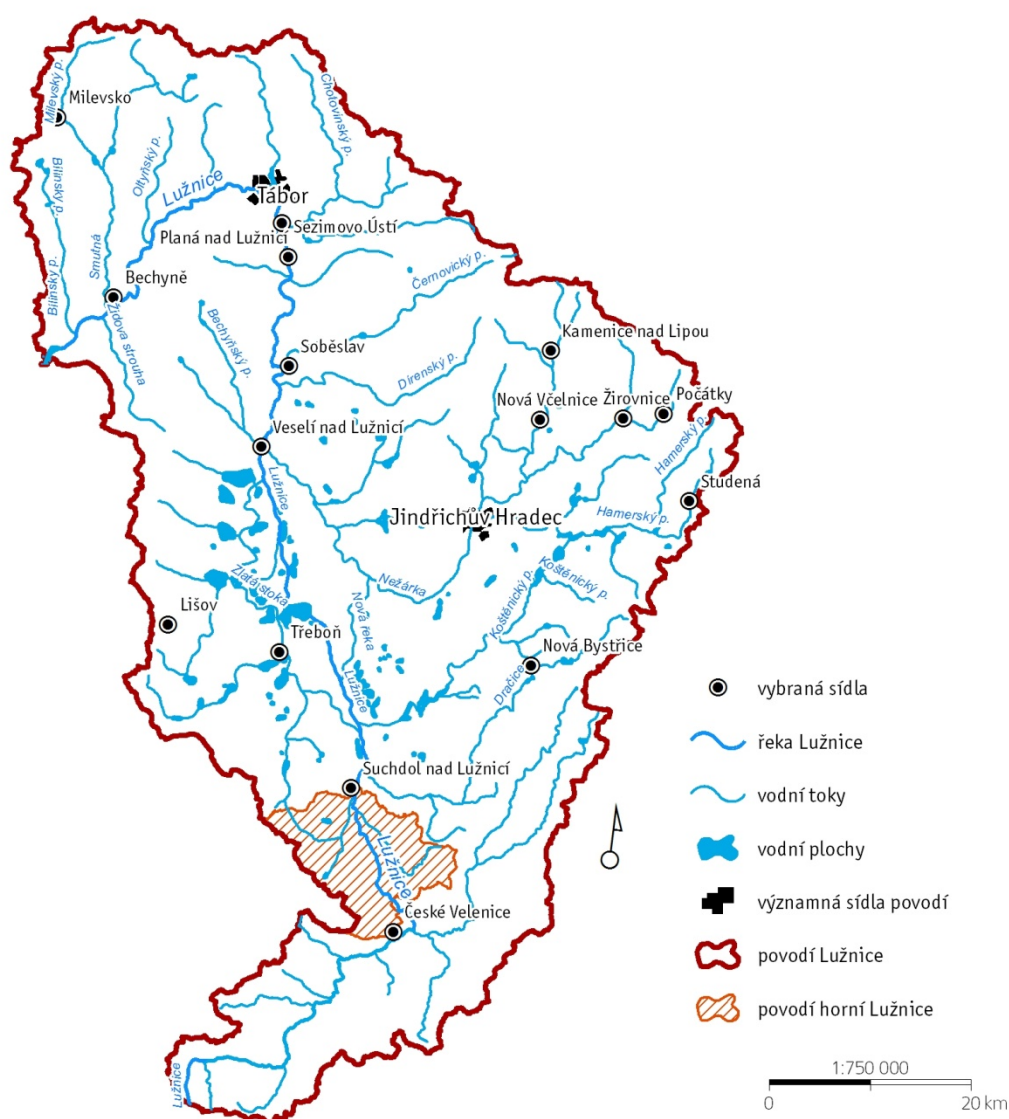 Milevský p.
Milevsko
Cholovinský p.
Bilinský p.
Oltyňský p.
Lužnice
Tábor
Sezimovo Ústí
Planá nad Lužnicí
Smutná
Bilinský p.
Bechyně
Židova strouha
Černovický p.
Bechyňský p.
Soběslav
Kamenice nad Lipou
Dírenský p.
Nová Včelnice
Žirovnice
Počátky
Veselí nad Lužnicí
Hamerský p.
Lužnice
Studená
Jindřichův Hradec
Hamerský p.
Zlatá stoka
Nežárka
Koštěnický p.
Koštěnický p.
Nová řeka
Lišov
Třeboň
Nová Bystřice
Lužnice
Dračice
Suchdol nad Lužnicí
Lužnice
České Velenice
Lužnice
vybraná sídla
řeka Lužnice
vodní toky
vodní plochy
významná sídla povodí
povodí Lužnice
povodí horní Lužnice
1:750 000
0 20 km